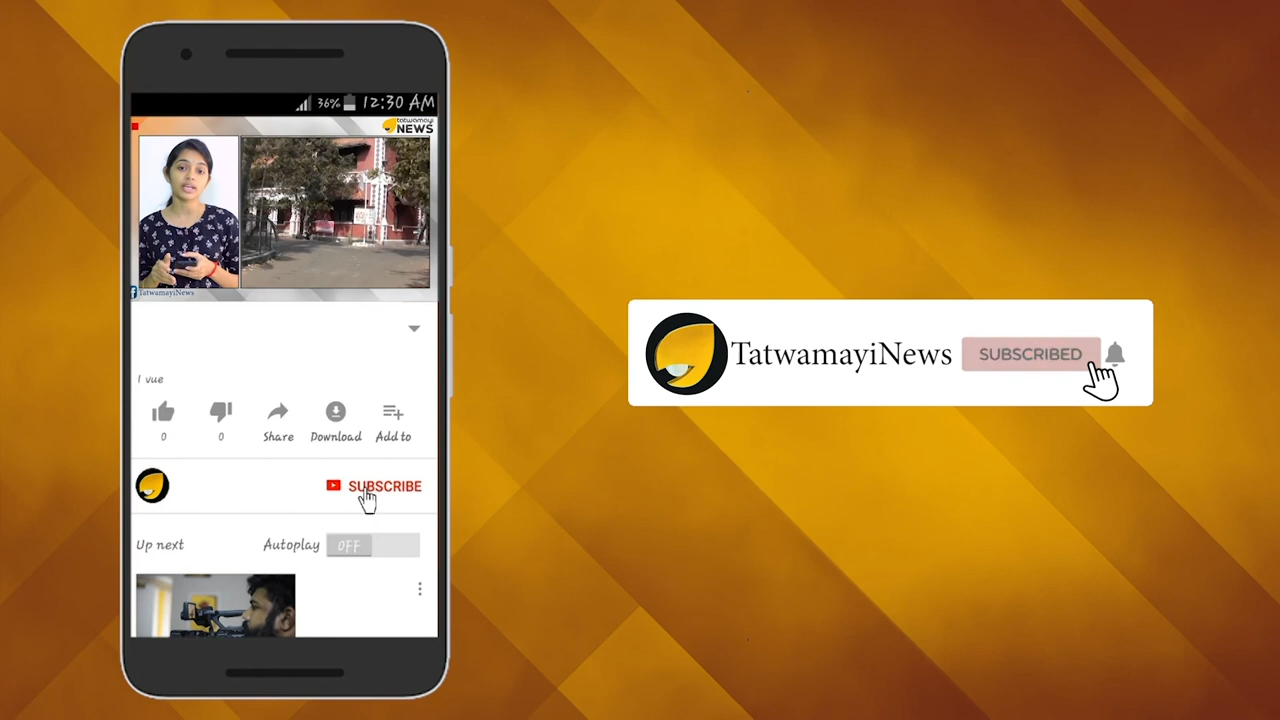 36% 12:30 AM
tatwamayi
NEWS
TatwamayiNews
1 vue
0 0 Share Download Add to
SUBSCRIBE
Up next Autoplay OFF
TatwamayiNews SUBSCRIBED